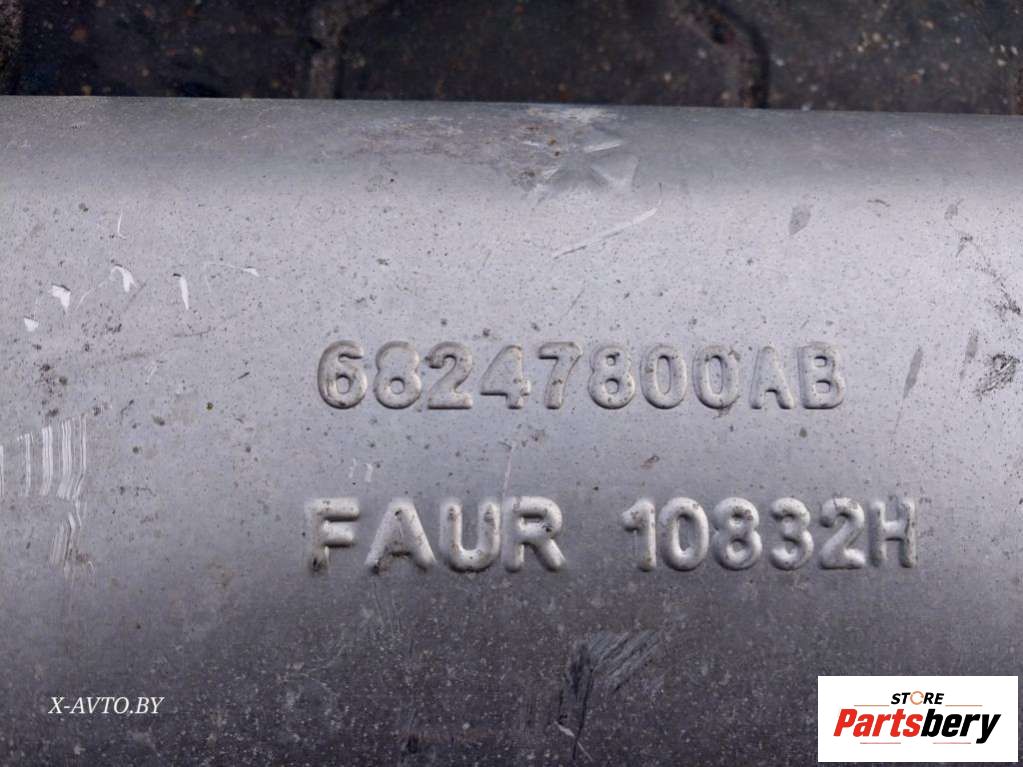 68247800AB
FAUR 10832H
X-AVTO.BY
STORE
Partsbery